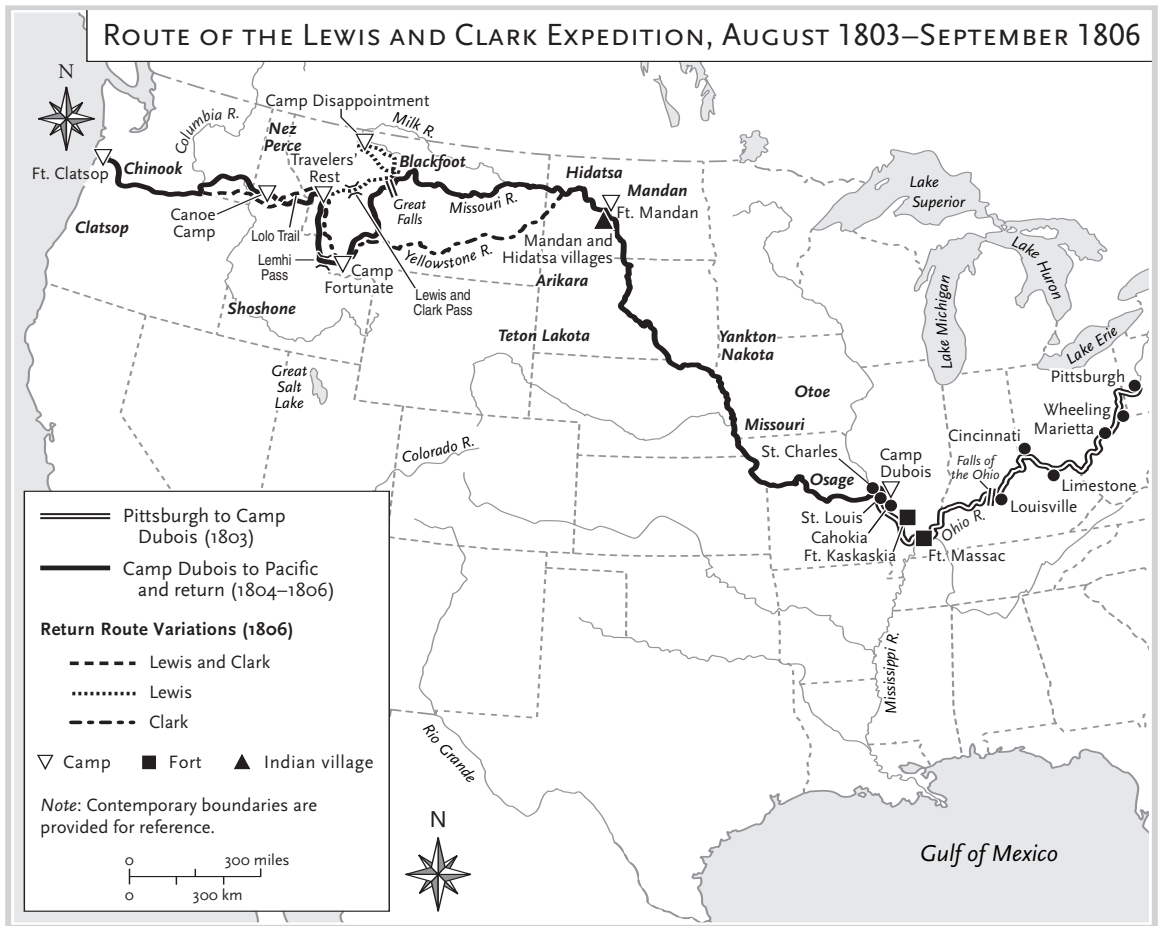 ROUTE OF THE LEWIS AND CLARK EXPEDITION, AUGUST 1803–SEPTEMBER 1806
N
Camp Disappointment
Columbia R.
Milk R.
Nez
Perce
Travelers'
Rest
Blackfoot
Ft. Clatsop
Chinook
Hidatsa
Mandan
Great
Falls
Missouri R.
Ft. Mandan
Canoe
Camp
Clatsop
Lolo Trail
Mandan and
Hidatsa villages
Yellowstone R.
Lemhi
Pass
Camp
Fortunate
Arikara
Lewis and
Clark Pass
Shoshone
Teton Lakota
Yankton
Nakota
Lake
Superior
Lake Michigan
Lake
Huron
Lake Erie
Great
Salt
Lake
Otoe
Pittsburgh
Wheeling
Marietta
Missouri
Cincinnati
Colorado R.
St. Charles
Camp
Dubois
Falls of
the Ohio
Limestone
Osage
Louisville
St. Louis
Cahokia
Ohio R.
Ft. Kaskaskia
Ft. Massac
Mississippi R.
Rio Grande
Gulf of Mexico
N
Pittsburgh to Camp
Dubois (1803)
Camp Dubois to Pacific
and return (1804–1806)
Return Route Variations (1806)
Lewis and Clark
Lewis
Clark
Camp
Fort
Indian village
Note: Contemporary boundaries are
provided for reference.
0 300 miles
0 300 km